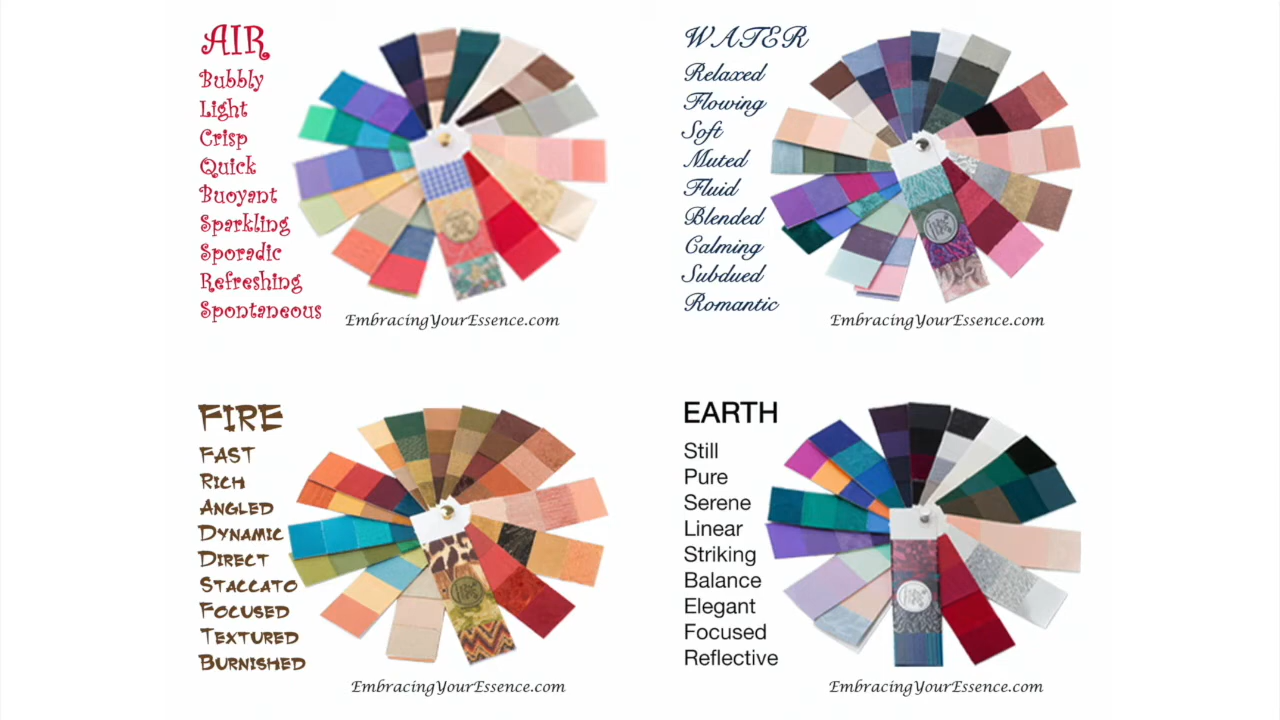 AIR
Bubbly
Light
Crisp
Quick
Buoyant
Sparkling
Sporadic
Refreshing
Spontaneous
EmbracingYourEssence.com
WATER
Relaxed
Flowing
Soft
Muted
Fluid
Blended
Calming
Subdued
Romantic
EmbracingYourEssence.com
FIRE
FAST
RICH
ANGLED
DYNAMIC
DIRECT
STACCATO
FOCUSED
TEXTURED
BURNISHED
EmbracingYourEssence.com
EARTH
Still
Pure
Serene
Linear
Striking
Balance
Elegant
Focused
Reflective
EmbracingYourEssence.com